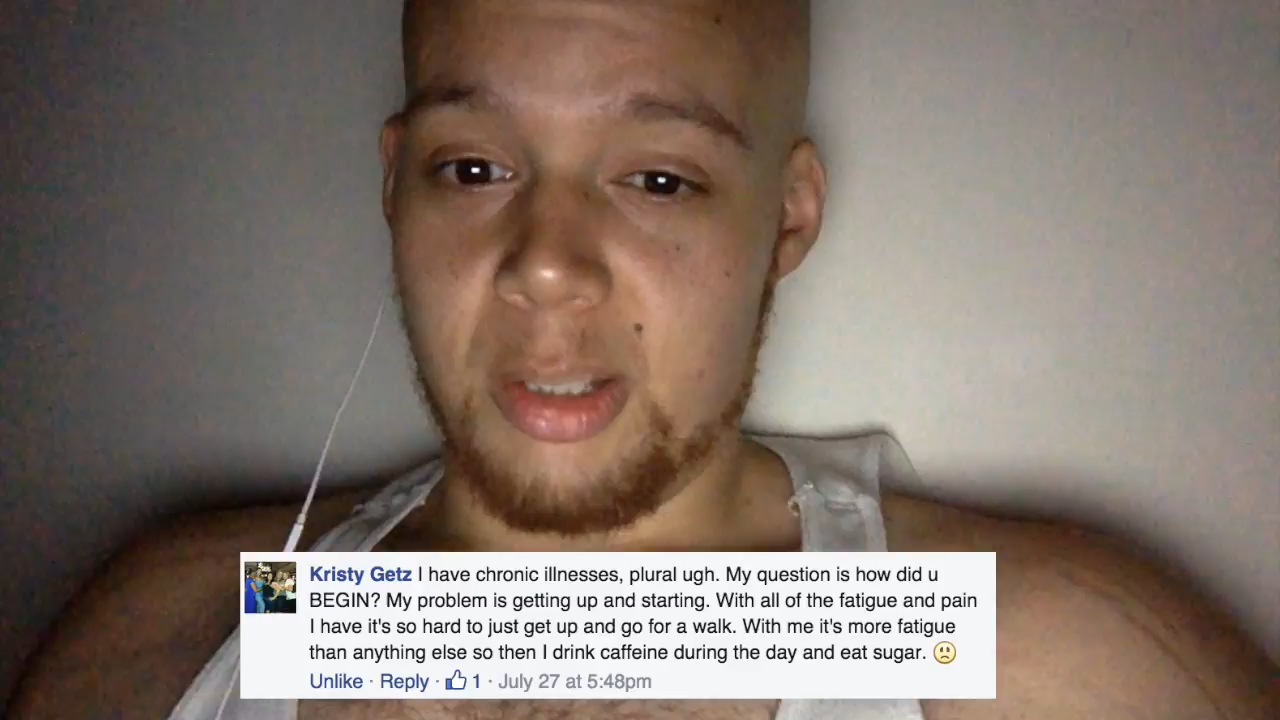 Kristy Getz I have chronic illnesses, plural ugh. My question is how did u
BEGIN? My problem is getting up and starting. With all of the fatigue and pain
I have it's so hard to just get up and go for a walk. With me it's more fatigue
than anything else so then I drink caffeine during the day and eat sugar.
Unlike · Reply · 1 · July 27 at 5:48pm